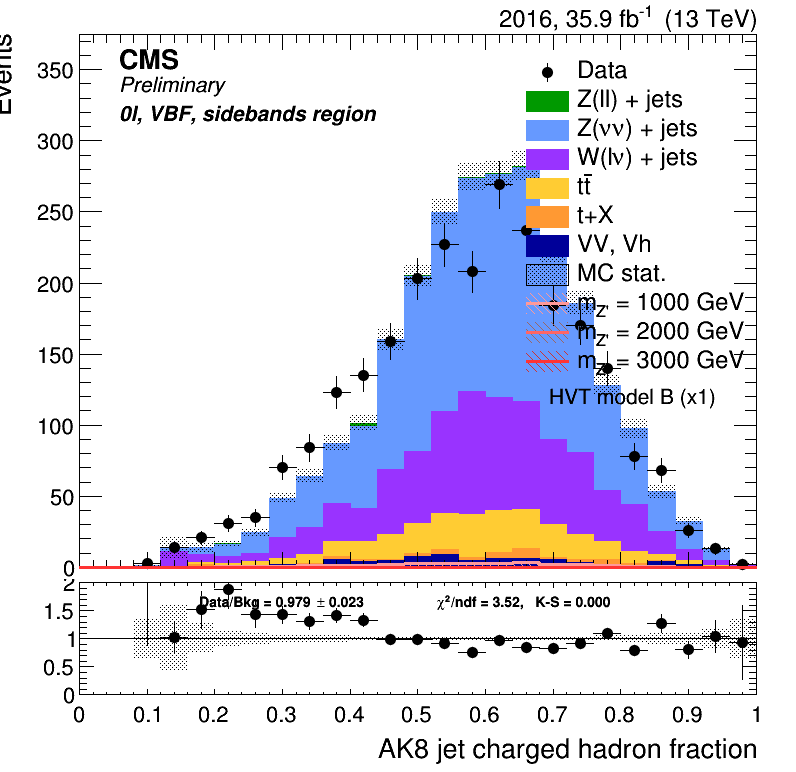 2016, 35.9 fb⁻¹ (13 TeV)
Events
CMS
Preliminary
0l, VBF, sidebands region
Data
Z(ll) + jets
Z(νν) + jets
W(lν) + jets
tt̄
t+X
VV, Vh
MC stat.
m_Z' = 1000 GeV
m_Z' = 2000 GeV
m_Z' = 3000 GeV
HVT model B (x1)
350
300
250
200
150
100
50
0
2
1.5
1
0.5
0
Data/Bkg = 0.979 ± 0.023
χ²/ndf = 3.52, K-S = 0.000
0 0.1 0.2 0.3 0.4 0.5 0.6 0.7 0.8 0.9 1
AK8 jet charged hadron fraction